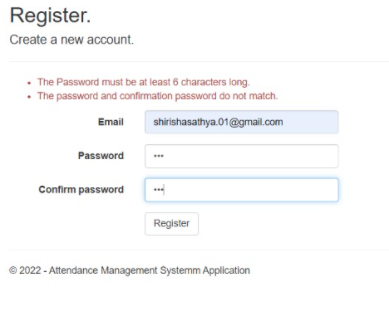 Register.
Create a new account.
• The Password must be at least 6 characters long.
• The password and confirmation password do not match.
Email shirishasathya.01@gmail.com
Password •••
Confirm password •••
Register
© 2022 - Attendance Management Systemm Application